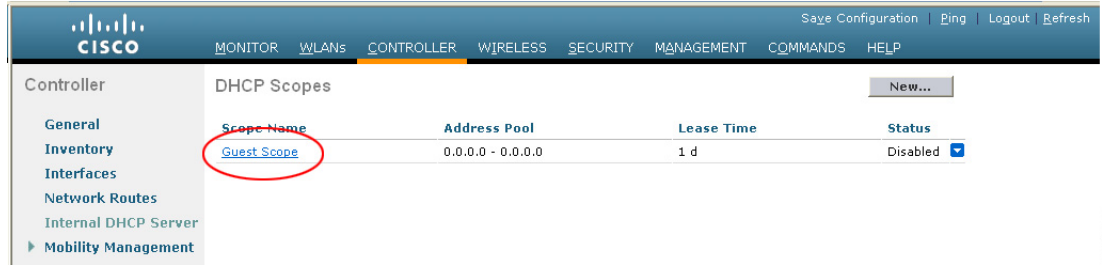 Save Configuration | Ping | Logout | Refresh
CISCO
MONITOR WLANs CONTROLLER WIRELESS SECURITY MANAGEMENT COMMANDS HELP
Controller
General
Inventory
Interfaces
Network Routes
Internal DHCP Server
Mobility Management
DHCP Scopes
New...
Scope Name Address Pool Lease Time Status
Guest Scope 0.0.0.0 - 0.0.0.0 1 d Disabled